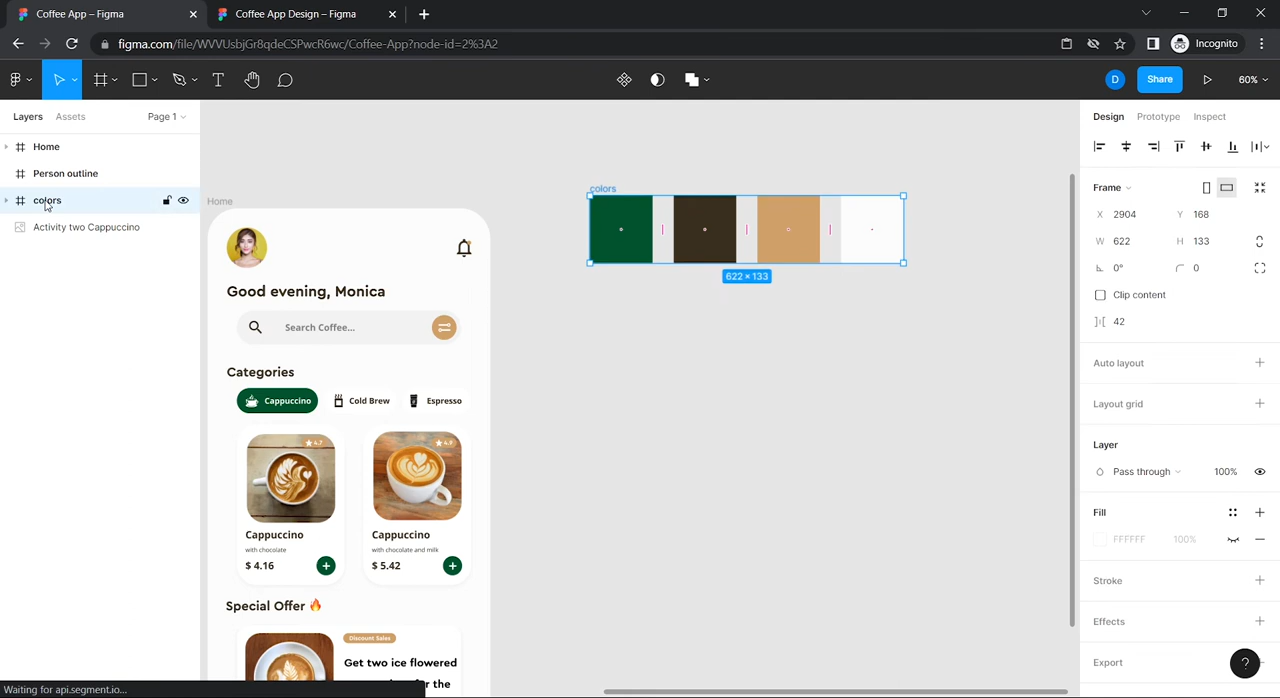 Coffee App – Figma
Coffee App Design – Figma
figma.com/file/WVVUsbjGr8qdeCSPwcR6wc/Coffee-App?node-id=2%3A2
Incognito
D
Share
60%
Layers
Assets
Page 1
Home
Person outline
colors
Activity two Cappuccino
Home
Good evening, Monica
Search Coffee...
Categories
Cappuccino
Cold Brew
Espresso
4.7
4.9
Cappuccino
Cappuccino
with chocolate
with chocolate and milk
$ 4.16
$ 5.42
Special Offer
Discount Sales
Get two ice flowered
r the
colors
622 × 133
Design
Prototype
Inspect
Frame
X 2904
Y 168
W 622
H 133
0°
0
Clip content
42
Auto layout
Layout grid
Layer
Pass through
100%
Fill
FFFFFF
100%
Stroke
Effects
Export
?
Waiting for api.segment.io...